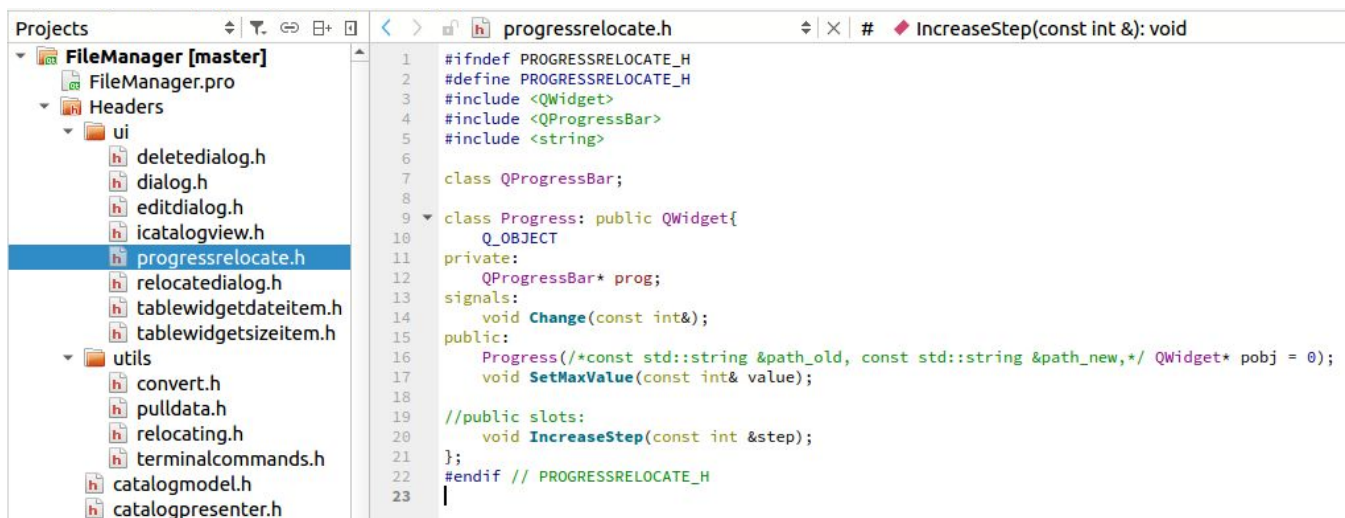 Projects
FileManager [master]
FileManager.pro
Headers
ui
deletedialog.h
dialog.h
editdialog.h
icatalogview.h
progressrelocate.h
relocatedialog.h
tablewidgetdateitem.h
tablewidgetsizeitem.h
utils
convert.h
pulldata.h
relocating.h
terminalcommands.h
catalogmodel.h
catalogpresenter.h
progressrelocate.h # IncreaseStep(const int &): void
1 #ifndef PROGRESSRELOCATE_H
2 #define PROGRESSRELOCATE_H
3 #include <QWidget>
4 #include <QProgressBar>
5 #include <string>
6
7 class QProgressBar;
8
9 class Progress: public QWidget{
10 Q_OBJECT
11 private:
12 QProgressBar* prog;
13 signals:
14 void Change(const int&);
15 public:
16 Progress(/*const std::string &path_old, const std::string &path_new,*/ QWidget* pobj = 0);
17 void SetMaxValue(const int& value);
18
19 //public slots:
20 void IncreaseStep(const int &step);
21 };
22 #endif // PROGRESSRELOCATE_H
23